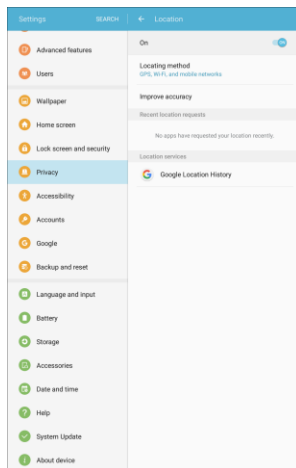 Settings
SEARCH
Location
Advanced features
Users
Wallpaper
Home screen
Lock screen and security
Privacy
Accessibility
Accounts
Google
Backup and reset
Language and input
Battery
Storage
Accessories
Date and time
Help
System Update
About device
On
ON
Locating method
GPS, Wi-Fi, and mobile networks
Improve accuracy
Recent location requests
No apps have requested your location recently.
Location services
Google Location History